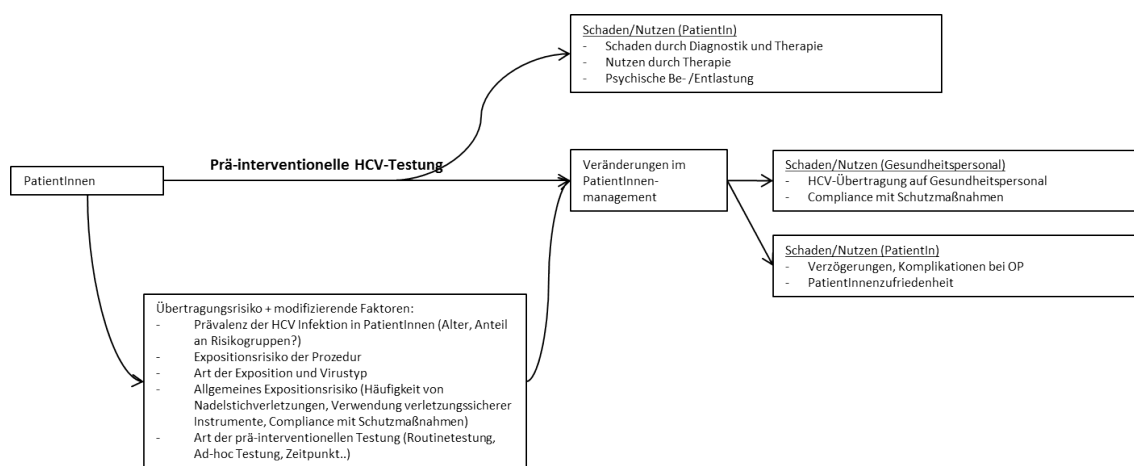 Schaden/Nutzen (PatientIn)
- Schaden durch Diagnostik und Therapie
- Nutzen durch Therapie
- Psychische Be- /Entlastung
Prä-interventionelle HCV-Testung
PatientInnen
Veränderungen im
PatientInnen-
management
Schaden/Nutzen (Gesundheitspersonal)
- HCV-Übertragung auf Gesundheitspersonal
- Compliance mit Schutzmaßnahmen
Schaden/Nutzen (PatientIn)
- Verzögerungen, Komplikationen bei OP
- PatientInnenzufriedenheit
Übertragungsrisiko + modifizierende Faktoren:
- Prävalenz der HCV Infektion in PatientInnen (Alter, Anteil
an Risikogruppen?)
- Expositionsrisiko der Prozedur
- Art der Exposition und Virustyp
- Allgemeines Expositionsrisiko (Häufigkeit von
Nadelstichverletzungen, Verwendung verletzungssicherer
Instrumente, Compliance mit Schutzmaßnahmen)
- Art der prä-interventionellen Testung (Routinetestung,
Ad-hoc Testung, Zeitpunkt..)